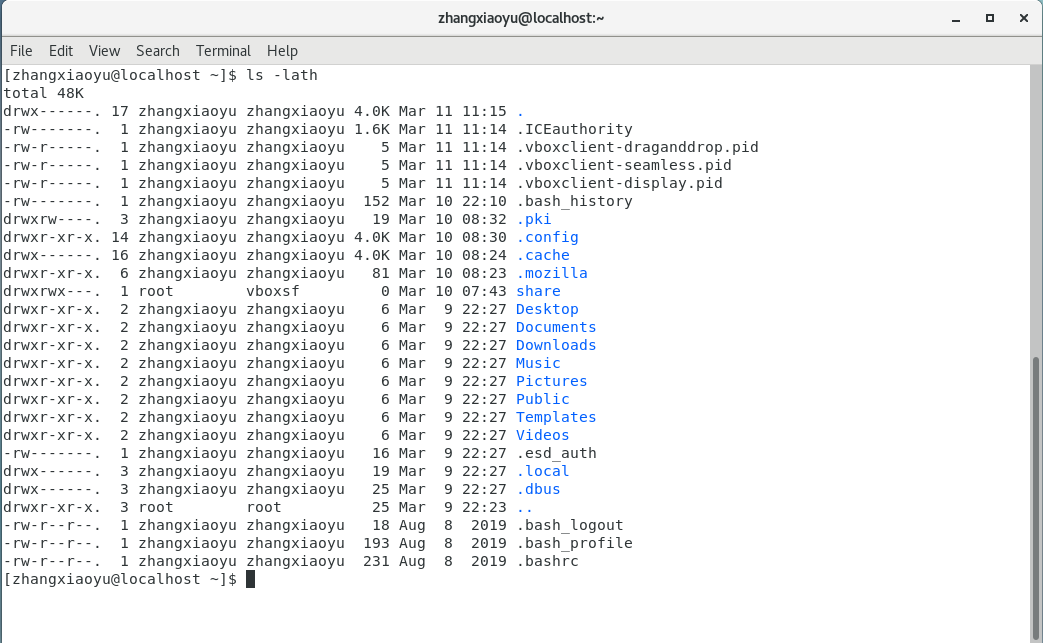 zhangxiaoyu@localhost:~
File Edit View Search Terminal Help
[zhangxiaoyu@localhost ~]$ ls -lath
total 48K
drwx------. 17 zhangxiaoyu zhangxiaoyu 4.0K Mar 11 11:15 .
-rw-------.  1 zhangxiaoyu zhangxiaoyu 1.6K Mar 11 11:14 .ICEauthority
-rw-r-----.  1 zhangxiaoyu zhangxiaoyu    5 Mar 11 11:14 .vboxclient-draganddrop.pid
-rw-r-----.  1 zhangxiaoyu zhangxiaoyu    5 Mar 11 11:14 .vboxclient-seamless.pid
-rw-r-----.  1 zhangxiaoyu zhangxiaoyu    5 Mar 11 11:14 .vboxclient-display.pid
-rw-------.  1 zhangxiaoyu zhangxiaoyu  152 Mar 10 22:10 .bash_history
drwxrw----.  3 zhangxiaoyu zhangxiaoyu   19 Mar 10 08:32 .pki
drwxr-xr-x. 14 zhangxiaoyu zhangxiaoyu 4.0K Mar 10 08:30 .config
drwx------. 16 zhangxiaoyu zhangxiaoyu 4.0K Mar 10 08:24 .cache
drwxr-xr-x.  6 zhangxiaoyu zhangxiaoyu   81 Mar 10 08:23 .mozilla
drwxrwx---.  1 root        vboxsf         0 Mar 10 07:43 share
drwxr-xr-x.  2 zhangxiaoyu zhangxiaoyu    6 Mar  9 22:27 Desktop
drwxr-xr-x.  2 zhangxiaoyu zhangxiaoyu    6 Mar  9 22:27 Documents
drwxr-xr-x.  2 zhangxiaoyu zhangxiaoyu    6 Mar  9 22:27 Downloads
drwxr-xr-x.  2 zhangxiaoyu zhangxiaoyu    6 Mar  9 22:27 Music
drwxr-xr-x.  2 zhangxiaoyu zhangxiaoyu    6 Mar  9 22:27 Pictures
drwxr-xr-x.  2 zhangxiaoyu zhangxiaoyu    6 Mar  9 22:27 Public
drwxr-xr-x.  2 zhangxiaoyu zhangxiaoyu    6 Mar  9 22:27 Templates
drwxr-xr-x.  2 zhangxiaoyu zhangxiaoyu    6 Mar  9 22:27 Videos
-rw-------.  1 zhangxiaoyu zhangxiaoyu   16 Mar  9 22:27 .esd_auth
drwx------.  3 zhangxiaoyu zhangxiaoyu   19 Mar  9 22:27 .local
drwx------.  3 zhangxiaoyu zhangxiaoyu   25 Mar  9 22:27 .dbus
drwxr-xr-x.  3 root        root          25 Mar  9 22:23 ..
-rw-r--r--.  1 zhangxiaoyu zhangxiaoyu   18 Aug  8  2019 .bash_logout
-rw-r--r--.  1 zhangxiaoyu zhangxiaoyu  193 Aug  8  2019 .bash_profile
-rw-r--r--.  1 zhangxiaoyu zhangxiaoyu  231 Aug  8  2019 .bashrc
[zhangxiaoyu@localhost ~]$